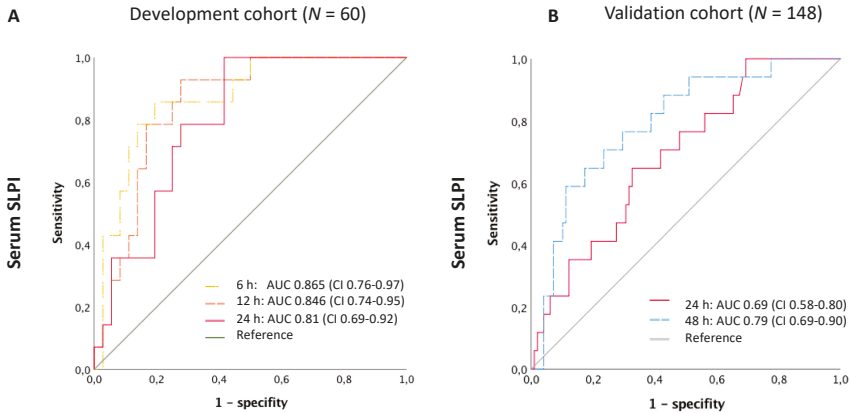 A
Development cohort (N = 60)
Serum SLPI
Sensitivity
1,0
0,8
0,6
0,4
0,2
0,0
0,0
0,2
0,4
0,6
0,8
1,0
1 – specifity
6 h: AUC 0.865 (CI 0.76-0.97)
12 h: AUC 0.846 (CI 0.74-0.95)
24 h: AUC 0.81 (CI 0.69-0.92)
Reference
B
Validation cohort (N = 148)
Serum SLPI
Sensitivity
1,0
0,8
0,6
0,4
0,2
0,0
0,0
0,2
0,4
0,6
0,8
1,0
1 – specifity
24 h: AUC 0.69 (CI 0.58-0.80)
48 h: AUC 0.79 (CI 0.69-0.90)
Reference